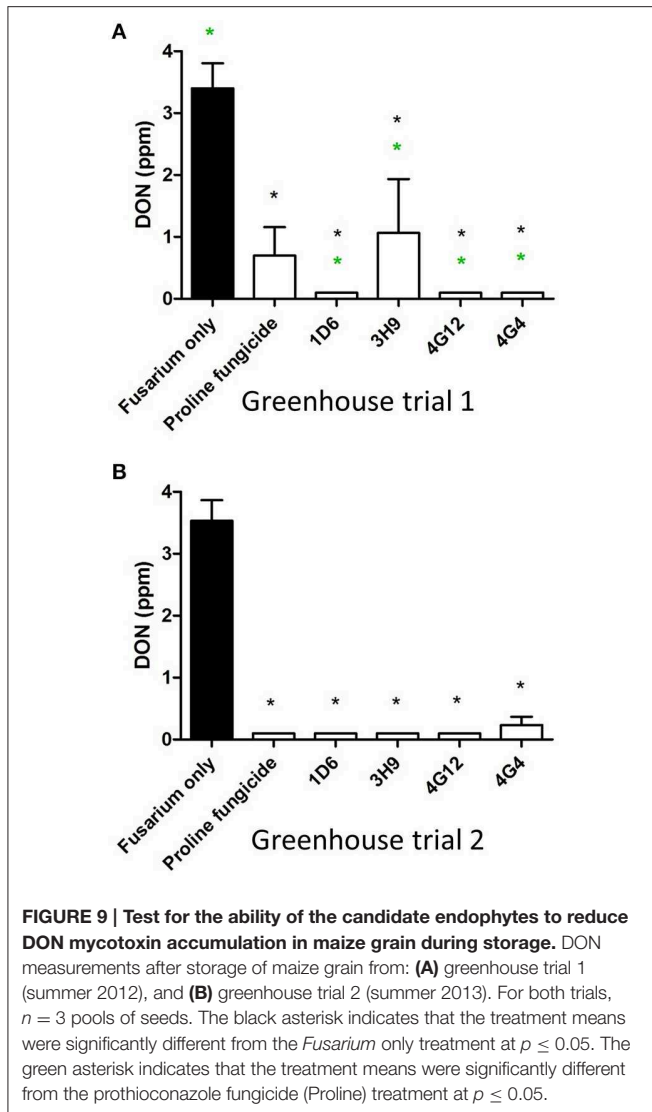 A
*
4
3
2
1
0
DON (ppm)
*
*
*
*
*
*
*
*
*
Fusarium only
Proline fungicide
1D6
3H9
4G12
4G4
Greenhouse trial 1
B
4
3
2
1
0
DON (ppm)
* * * * *
Fusarium only
Proline fungicide
1D6
3H9
4G12
4G4
Greenhouse trial 2
FIGURE 9 | Test for the ability of the candidate endophytes to reduce
DON mycotoxin accumulation in maize grain during storage. DON
measurements after storage of maize grain from: (A) greenhouse trial 1
(summer 2012), and (B) greenhouse trial 2 (summer 2013). For both trials,
n = 3 pools of seeds. The black asterisk indicates that the treatment means
were significantly different from the Fusarium only treatment at p ≤ 0.05. The
green asterisk indicates that the treatment means were significantly different
from the prothioconazole fungicide (Proline) treatment at p ≤ 0.05.